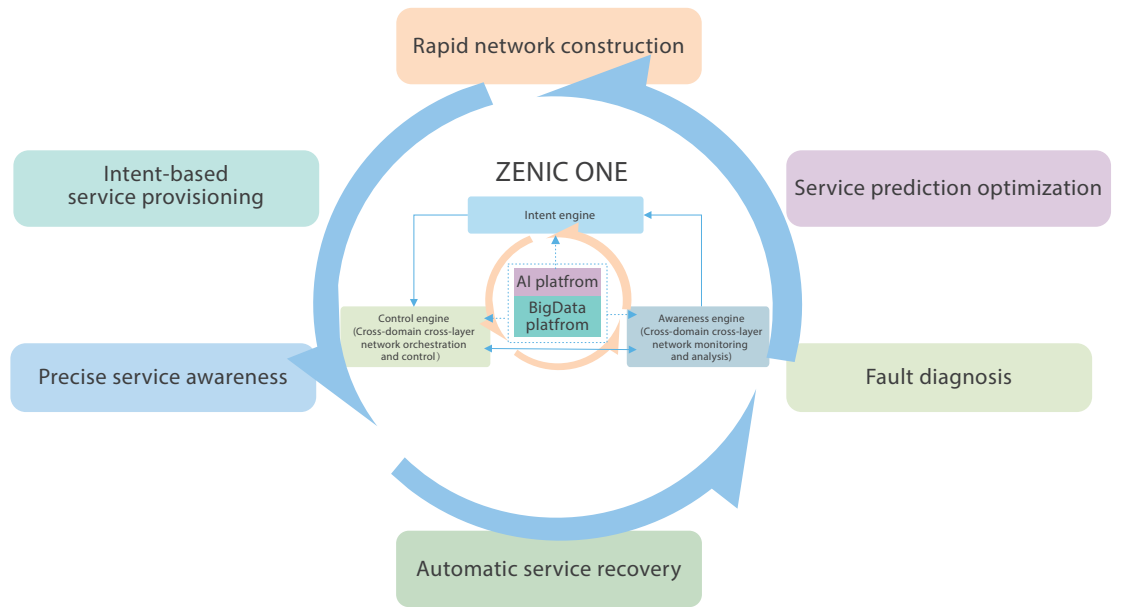 Rapid network construction
Intent-based
service provisioning
ZENIC ONE
Service prediction optimization
Intent engine
AI platfrom
BigData
platfrom
Control engine
(Cross-domain cross-layer
network orchestration
and control)
Awareness engine
(Cross-domain cross-layer
network monitoring
and analysis)
Precise service awareness
Fault diagnosis
Automatic service recovery